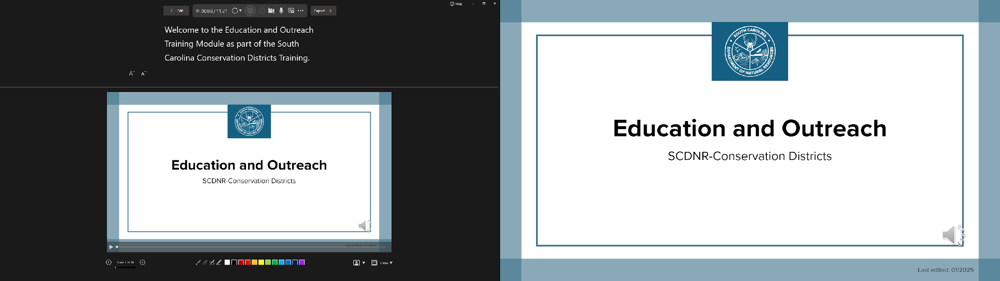 Help
Edit
00:08 / 11:21
Export
Welcome to the Education and Outreach
Training Module as part of the South
Carolina Conservation Districts Training.
A A
SOUTH CAROLINA
DEPARTMENT OF NATURAL RESOURCES
Education and Outreach
SCDNR-Conservation Districts
Last edited: 01/2025
Slide 1 of 18
Views
SOUTH CAROLINA
DEPARTMENT OF NATURAL RESOURCES
Education and Outreach
SCDNR-Conservation Districts
Last edited: 01/2025